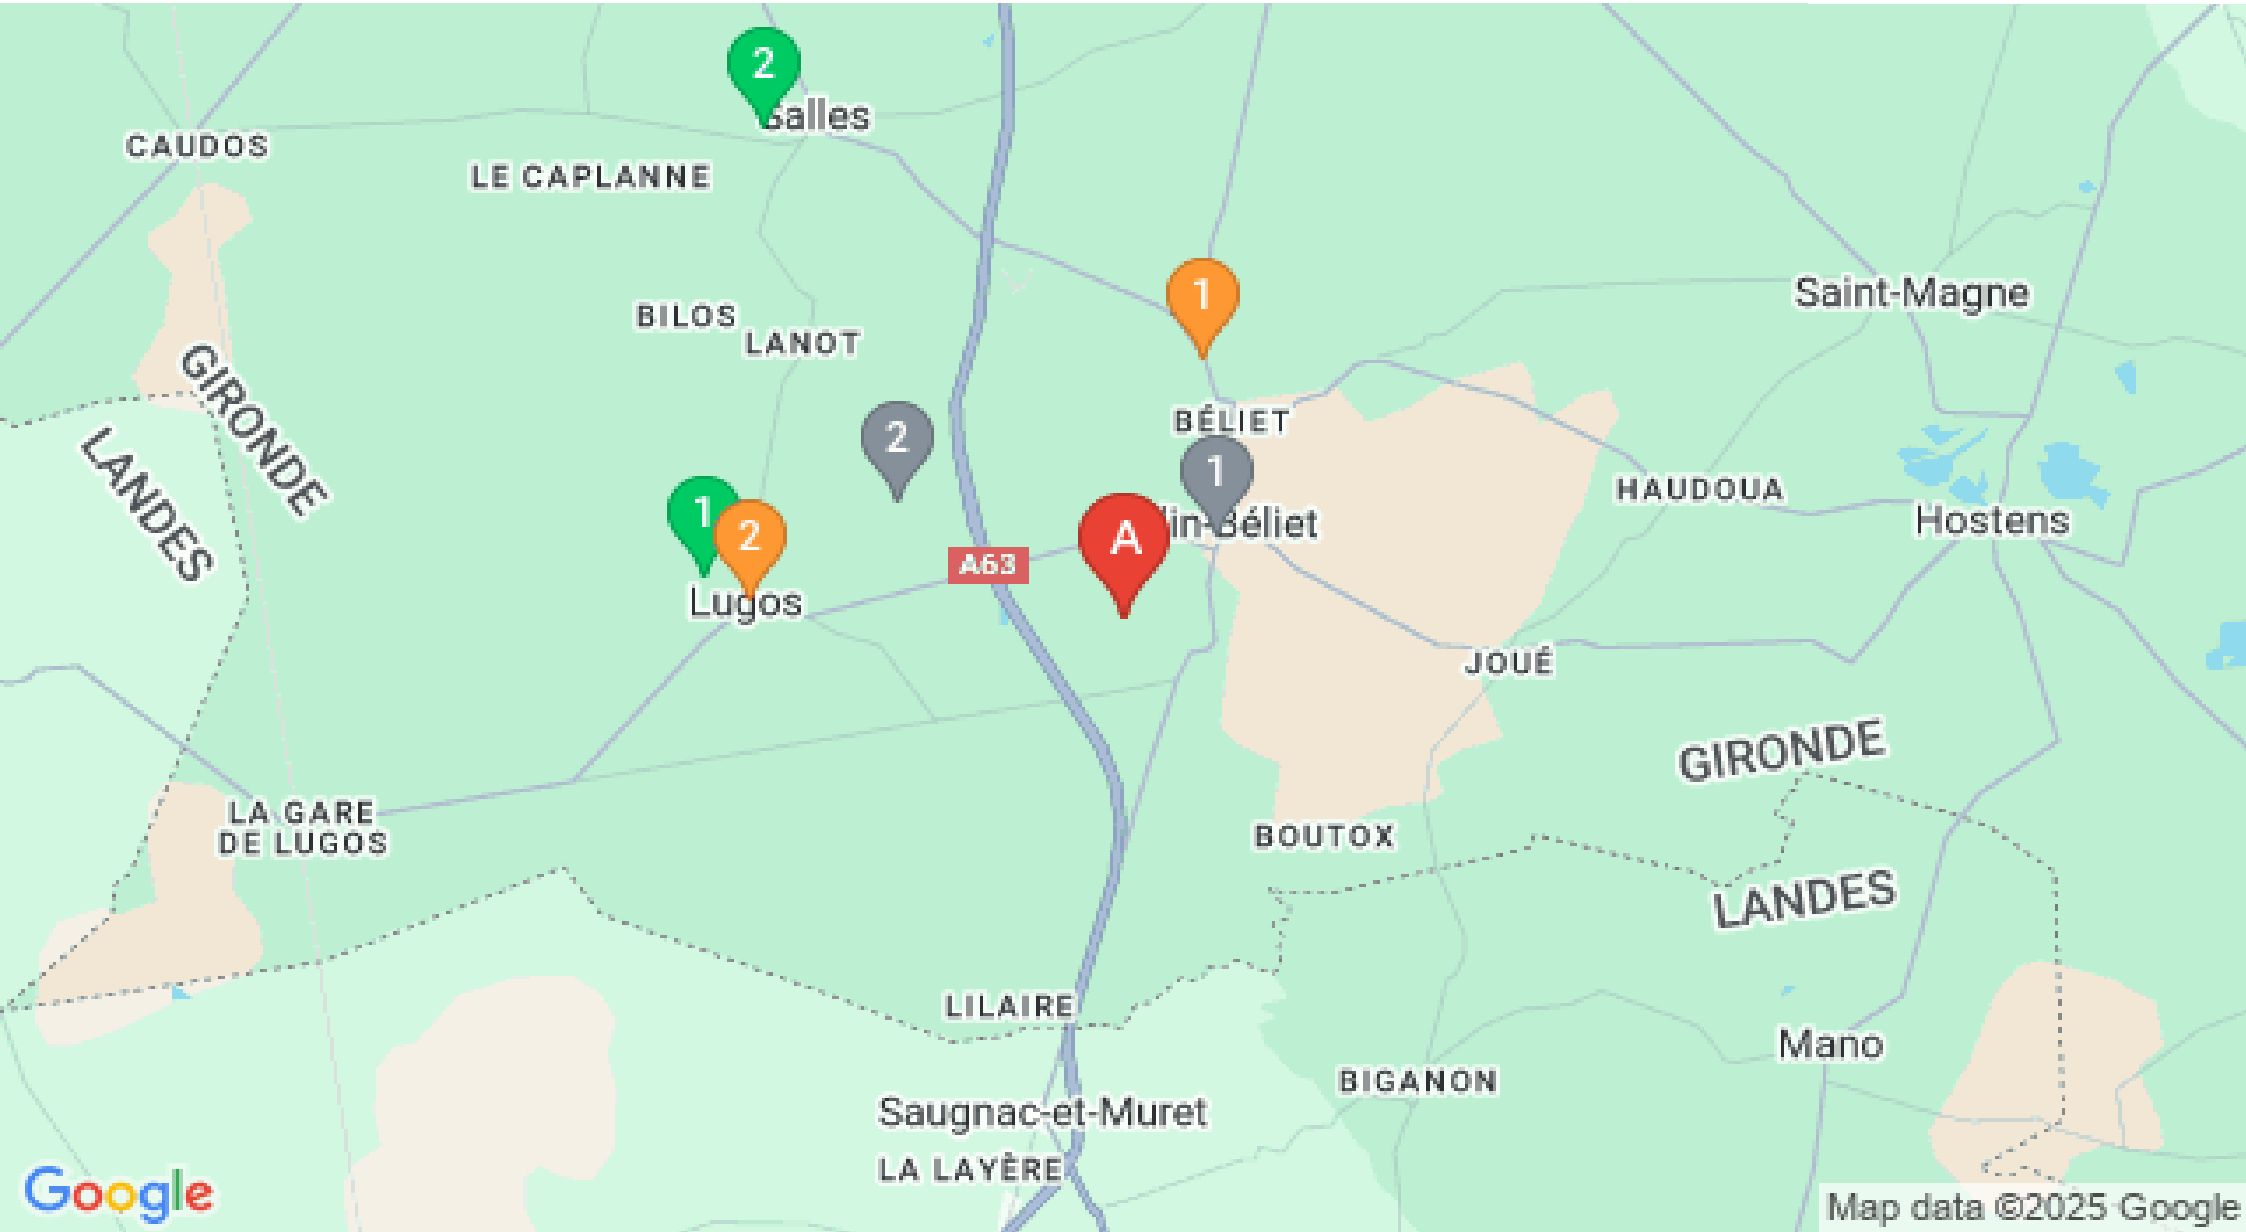 2
Salles
CAUDOS
LE CAPLANNE
1
Saint-Magne
BILOS
LANOT
GIRONDE
LANDES
BÉLIET
2
1
HAUDOUA
1
2
A
lin-Béliet
Hostens
A63
Lugos
JOUÉ
GIRONDE
LA GARE
DE LUGOS
BOUTOX
LANDES
LILAIRE
Mano
BIGANON
Saugnac-et-Muret
LA LAYÈRE
Google
Map data ©2025 Google